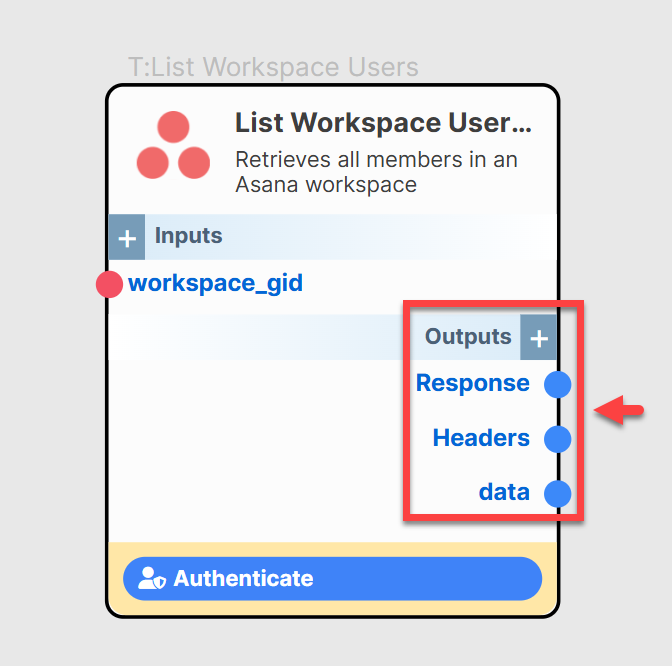 T:List Workspace Users
List Workspace User...
Retrieves all members in an
Asana workspace
+ Inputs
workspace_gid
Outputs +
Response
Headers
data
Authenticate